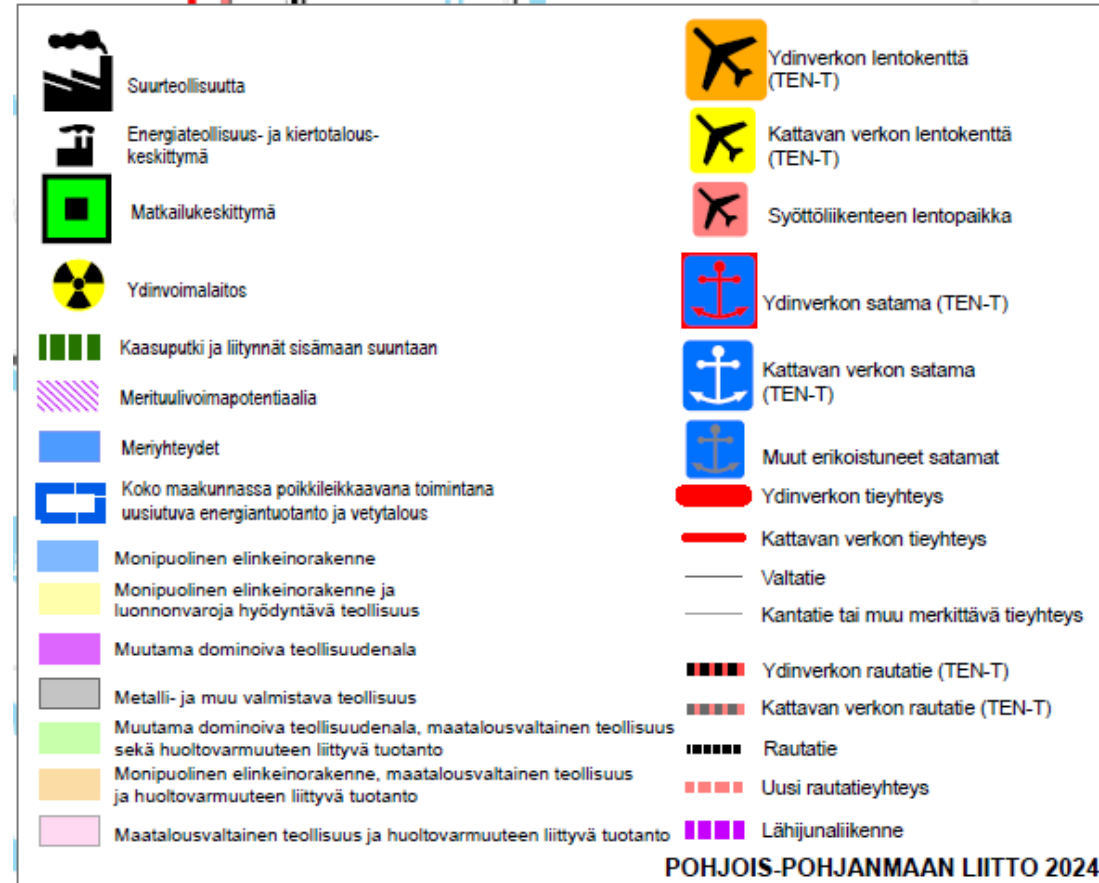 Suurteollisuutta
Energiateollisuus- ja kiertotalous-
keskittymä
Matkailukeskittymä
Ydinvoimalaitos
Kaasuputki ja liitynnät sisämaan suuntaan
Merituulivoimapotentiaalia
Meriyhteydet
Koko maakunnassa poikkileikkaavana toimintana
uusiutuva energiantuotanto ja vetytalous
Monipuolinen elinkeinorakenne
Monipuolinen elinkeinorakenne ja
luonnonvaroja hyödyntävä teollisuus
Muutama dominoiva teollisuudenala
Metalli- ja muu valmistava teollisuus
Muutama dominoiva teollisuudenala, maatalousvaltainen teollisuus
sekä huoltovarmuuteen liittyvä tuotanto
Monipuolinen elinkeinorakenne, maatalousvaltainen teollisuus
ja huoltovarmuuteen liittyvä tuotanto
Maatalousvaltainen teollisuus ja huoltovarmuuteen liittyvä tuotanto
Ydinverkon lentokenttä
(TEN-T)
Kattavan verkon lentokenttä
(TEN-T)
Syöttöliikenteen lentopaikka
Ydinverkon satama (TEN-T)
Kattavan verkon satama
(TEN-T)
Muut erikoistuneet satamat
Ydinverkon tieyhteys
Kattavan verkon tieyhteys
Valtatie
Kantatie tai muu merkittävä tieyhteys
Ydinverkon rautatie (TEN-T)
Kattavan verkon rautatie (TEN-T)
Rautatie
Uusi rautatieyhteys
Lähijunaliikenne
POHJOIS-POHJANMAAN LIITTO 2024